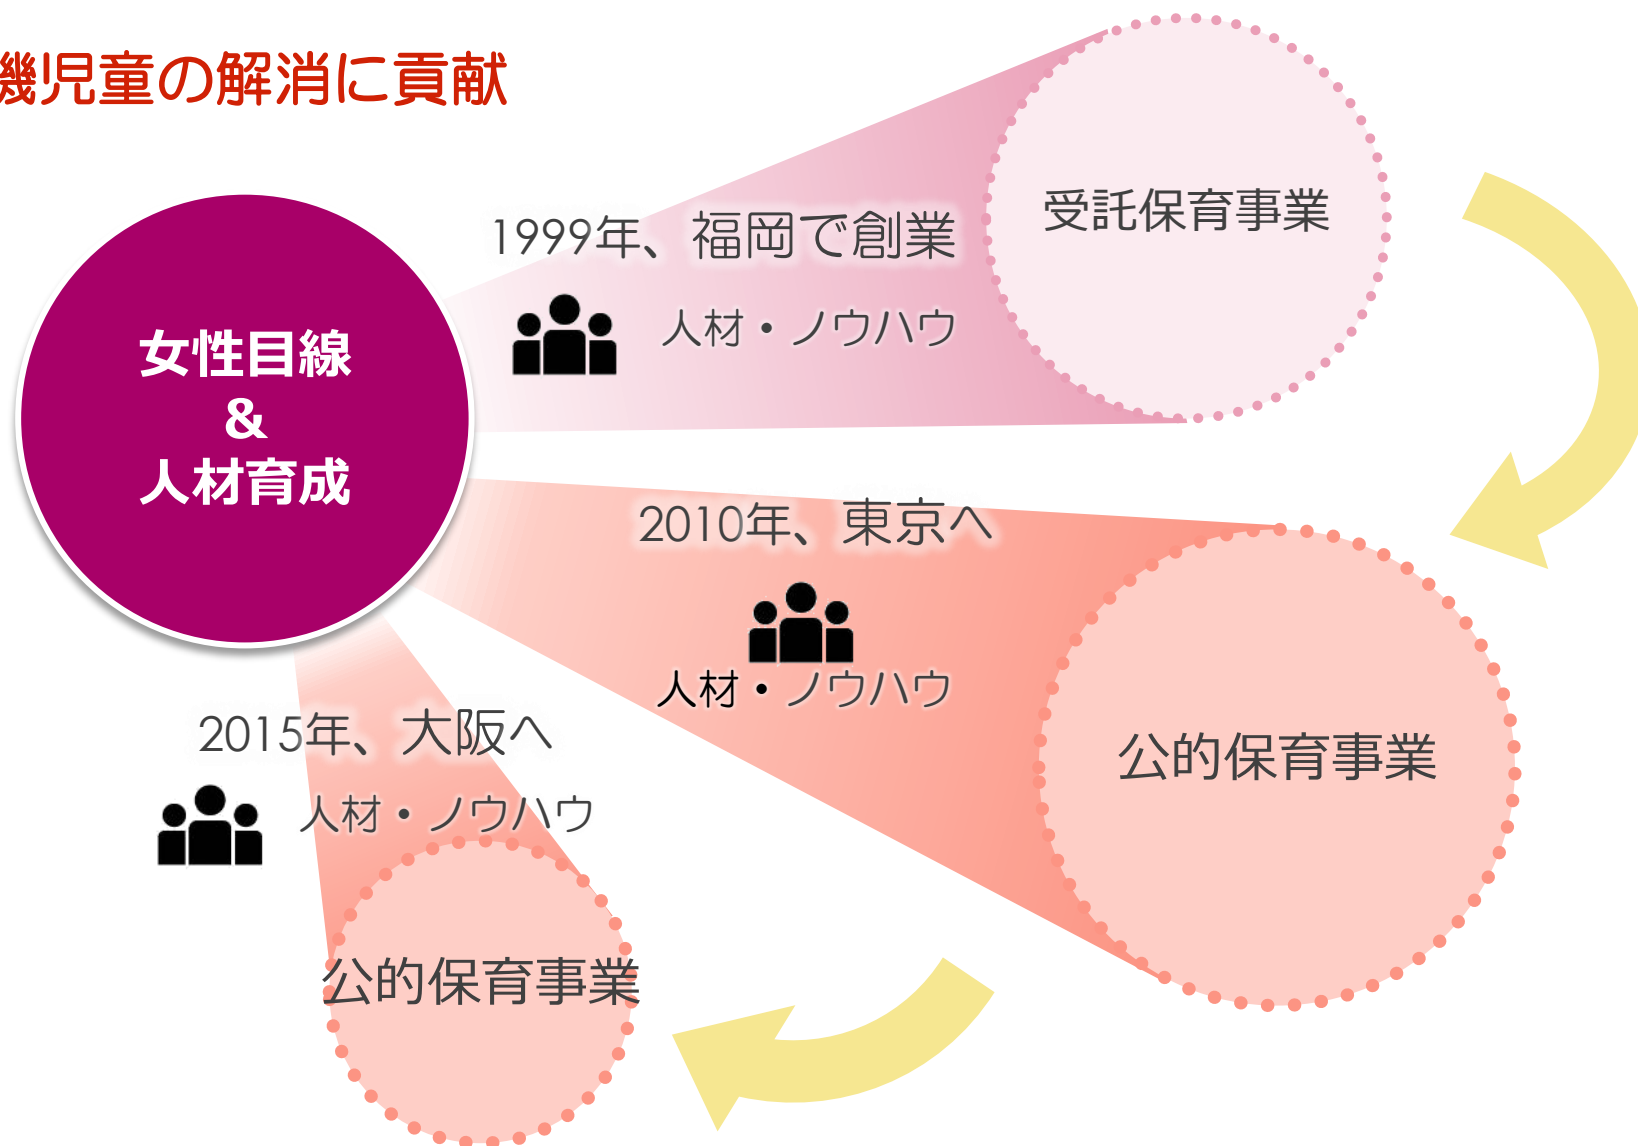 機児童の解消に貢献
1999年、福岡で創業
受託保育事業
人材・ノウハウ
女性目線
&
人材育成
2010年、東京へ
人材・ノウハウ
公的保育事業
2015年、大阪へ
人材・ノウハウ
公的保育事業